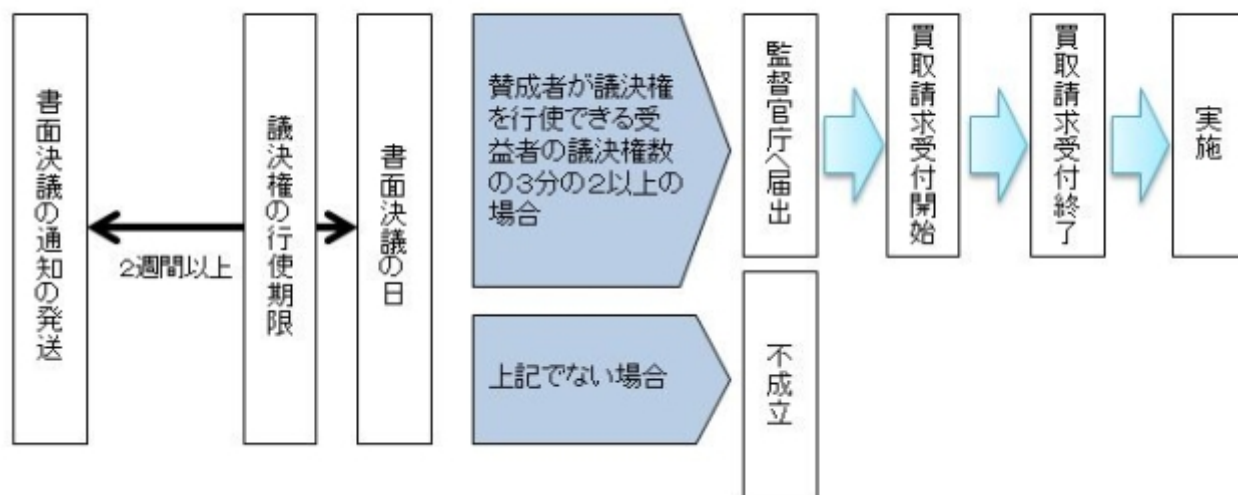 書面決議の通知の発送
2週間以上
議決権の行使期限
書面決議の日
賛成者が議決権
を行使できる受
益者の議決権数
の3分の2以上の
場合
上記でない場合
監督官庁へ届出
不成立
買取請求受付開始
買取請求受付終了
実施